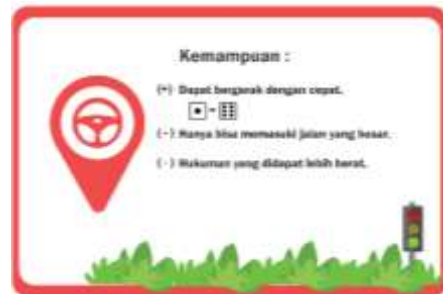 Kemampuan :
(+) Dapat bergerak dengan cepat.
-
(-) Hanya bisa memasuki jalan yang besar.
(-) Hukuman yang didapat lebih berat.